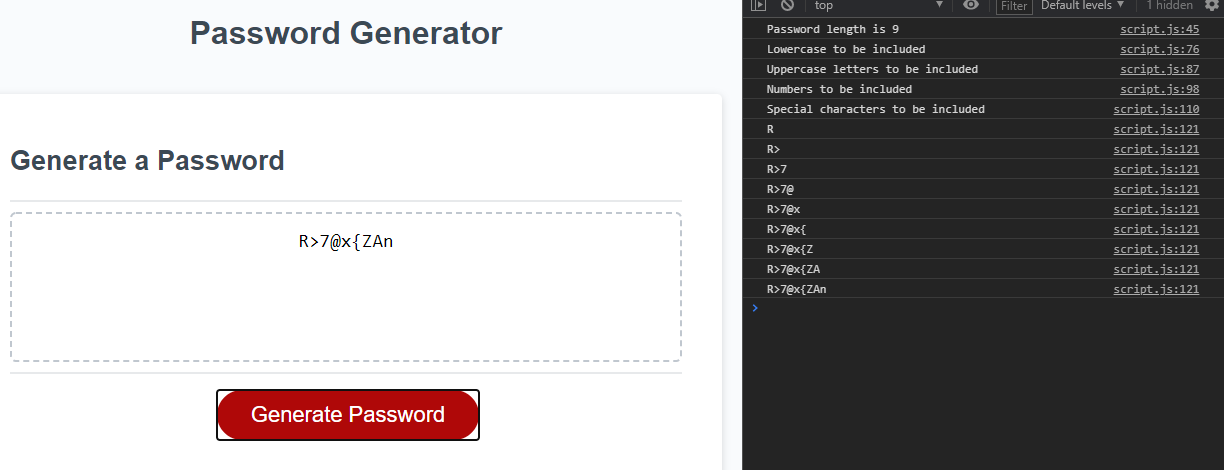 Password Generator
Generate a Password
R>7@x{ZAn
Generate Password
top ▼ Filter Default levels ▼ 1 hidden
Password length is 9 script.js:45
Lowercase to be included script.js:76
Uppercase letters to be included script.js:87
Numbers to be included script.js:98
Special characters to be included script.js:110
R script.js:121
R> script.js:121
R>7 script.js:121
R>7@ script.js:121
R>7@x script.js:121
R>7@x{ script.js:121
R>7@x{Z script.js:121
R>7@x{ZA script.js:121
R>7@x{ZAn script.js:121
>